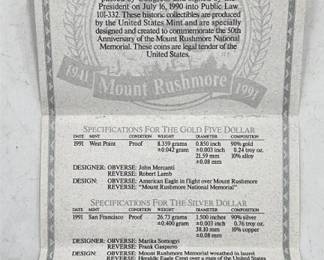 President on July 16, 1990 into Public Law
101-332. These historic collectibles are produced
by the United States Mint and are specially
designed and created to commemorate the 50th
Anniversary of the Mount Rushmore National
Memorial. These coins are legal tender of the
United States.
1941 Mount Rushmore 1991
SPECIFICATIONS FOR THE GOLD FIVE DOLLAR
DATE MINT CONDITION WEIGHT DIAMETER COMPOSITION
1991 West Point Proof 8.359 grams 0.850 inch 90% gold
±0.042 gram ±0.003 inch 0.24 troy oz.
21.59 mm 10% alloy
±0.08 mm
DESIGNER: OBVERSE: John Mercanti
REVERSE: Robert Lamb
DESIGN: OBVERSE: American Eagle in flight over Mount Rushmore
REVERSE: "Mount Rushmore National Memorial"
SPECIFICATIONS FOR THE SILVER DOLLAR
DATE MINT CONDITION WEIGHT DIAMETER COMPOSITION
1991 San Francisco Proof 26.73 grams 1.500 inches 90% silver
±0.400 gram ±0.003 inch 0.76 troy oz.
38.10 mm 10% copper
±0.08 mm
DESIGNER: OBVERSE: Marika Somogyi
REVERSE: Frank Gasparro
DESIGN: OBVERSE: Mount Rushmore Memorial wreathed in laurel